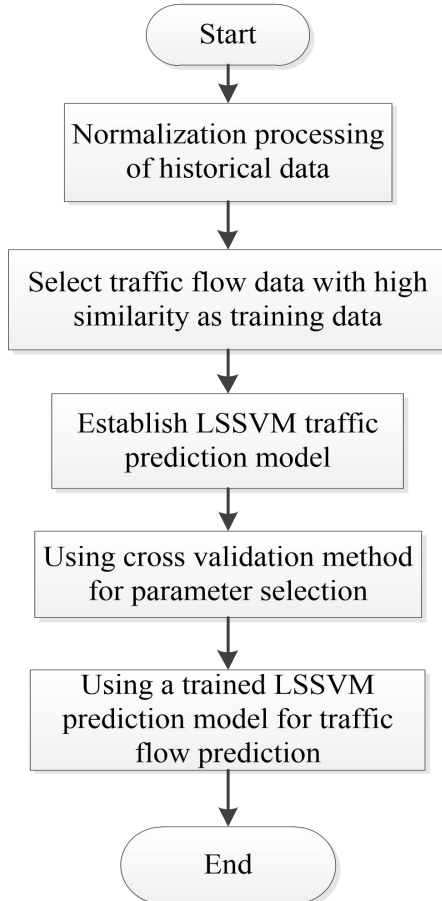 Start
Normalization processing
of historical data
Select traffic flow data with high
similarity as training data
Establish LSSVM traffic
prediction model
Using cross validation method
for parameter selection
Using a trained LSSVM
prediction model for traffic
flow prediction
End